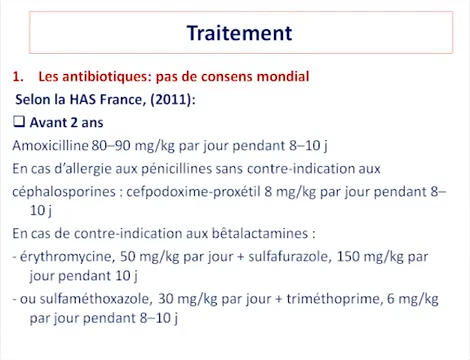 Traitement
1. Les antibiotiques: pas de consens mondial
Selon la HAS France, (2011):
❑ Avant 2 ans
Amoxicilline 80–90 mg/kg par jour pendant 8–10 j
En cas d'allergie aux pénicillines sans contre-indication aux
céphalosporines : cefpodoxime-proxétil 8 mg/kg par jour pendant 8–
10 j
En cas de contre-indication aux bêtalactamines :
- érythromycine, 50 mg/kg par jour + sulfafurazole, 150 mg/kg par
jour pendant 10 j
- ou sulfaméthoxazole, 30 mg/kg par jour + triméthoprime, 6 mg/kg
par jour pendant 8–10 j